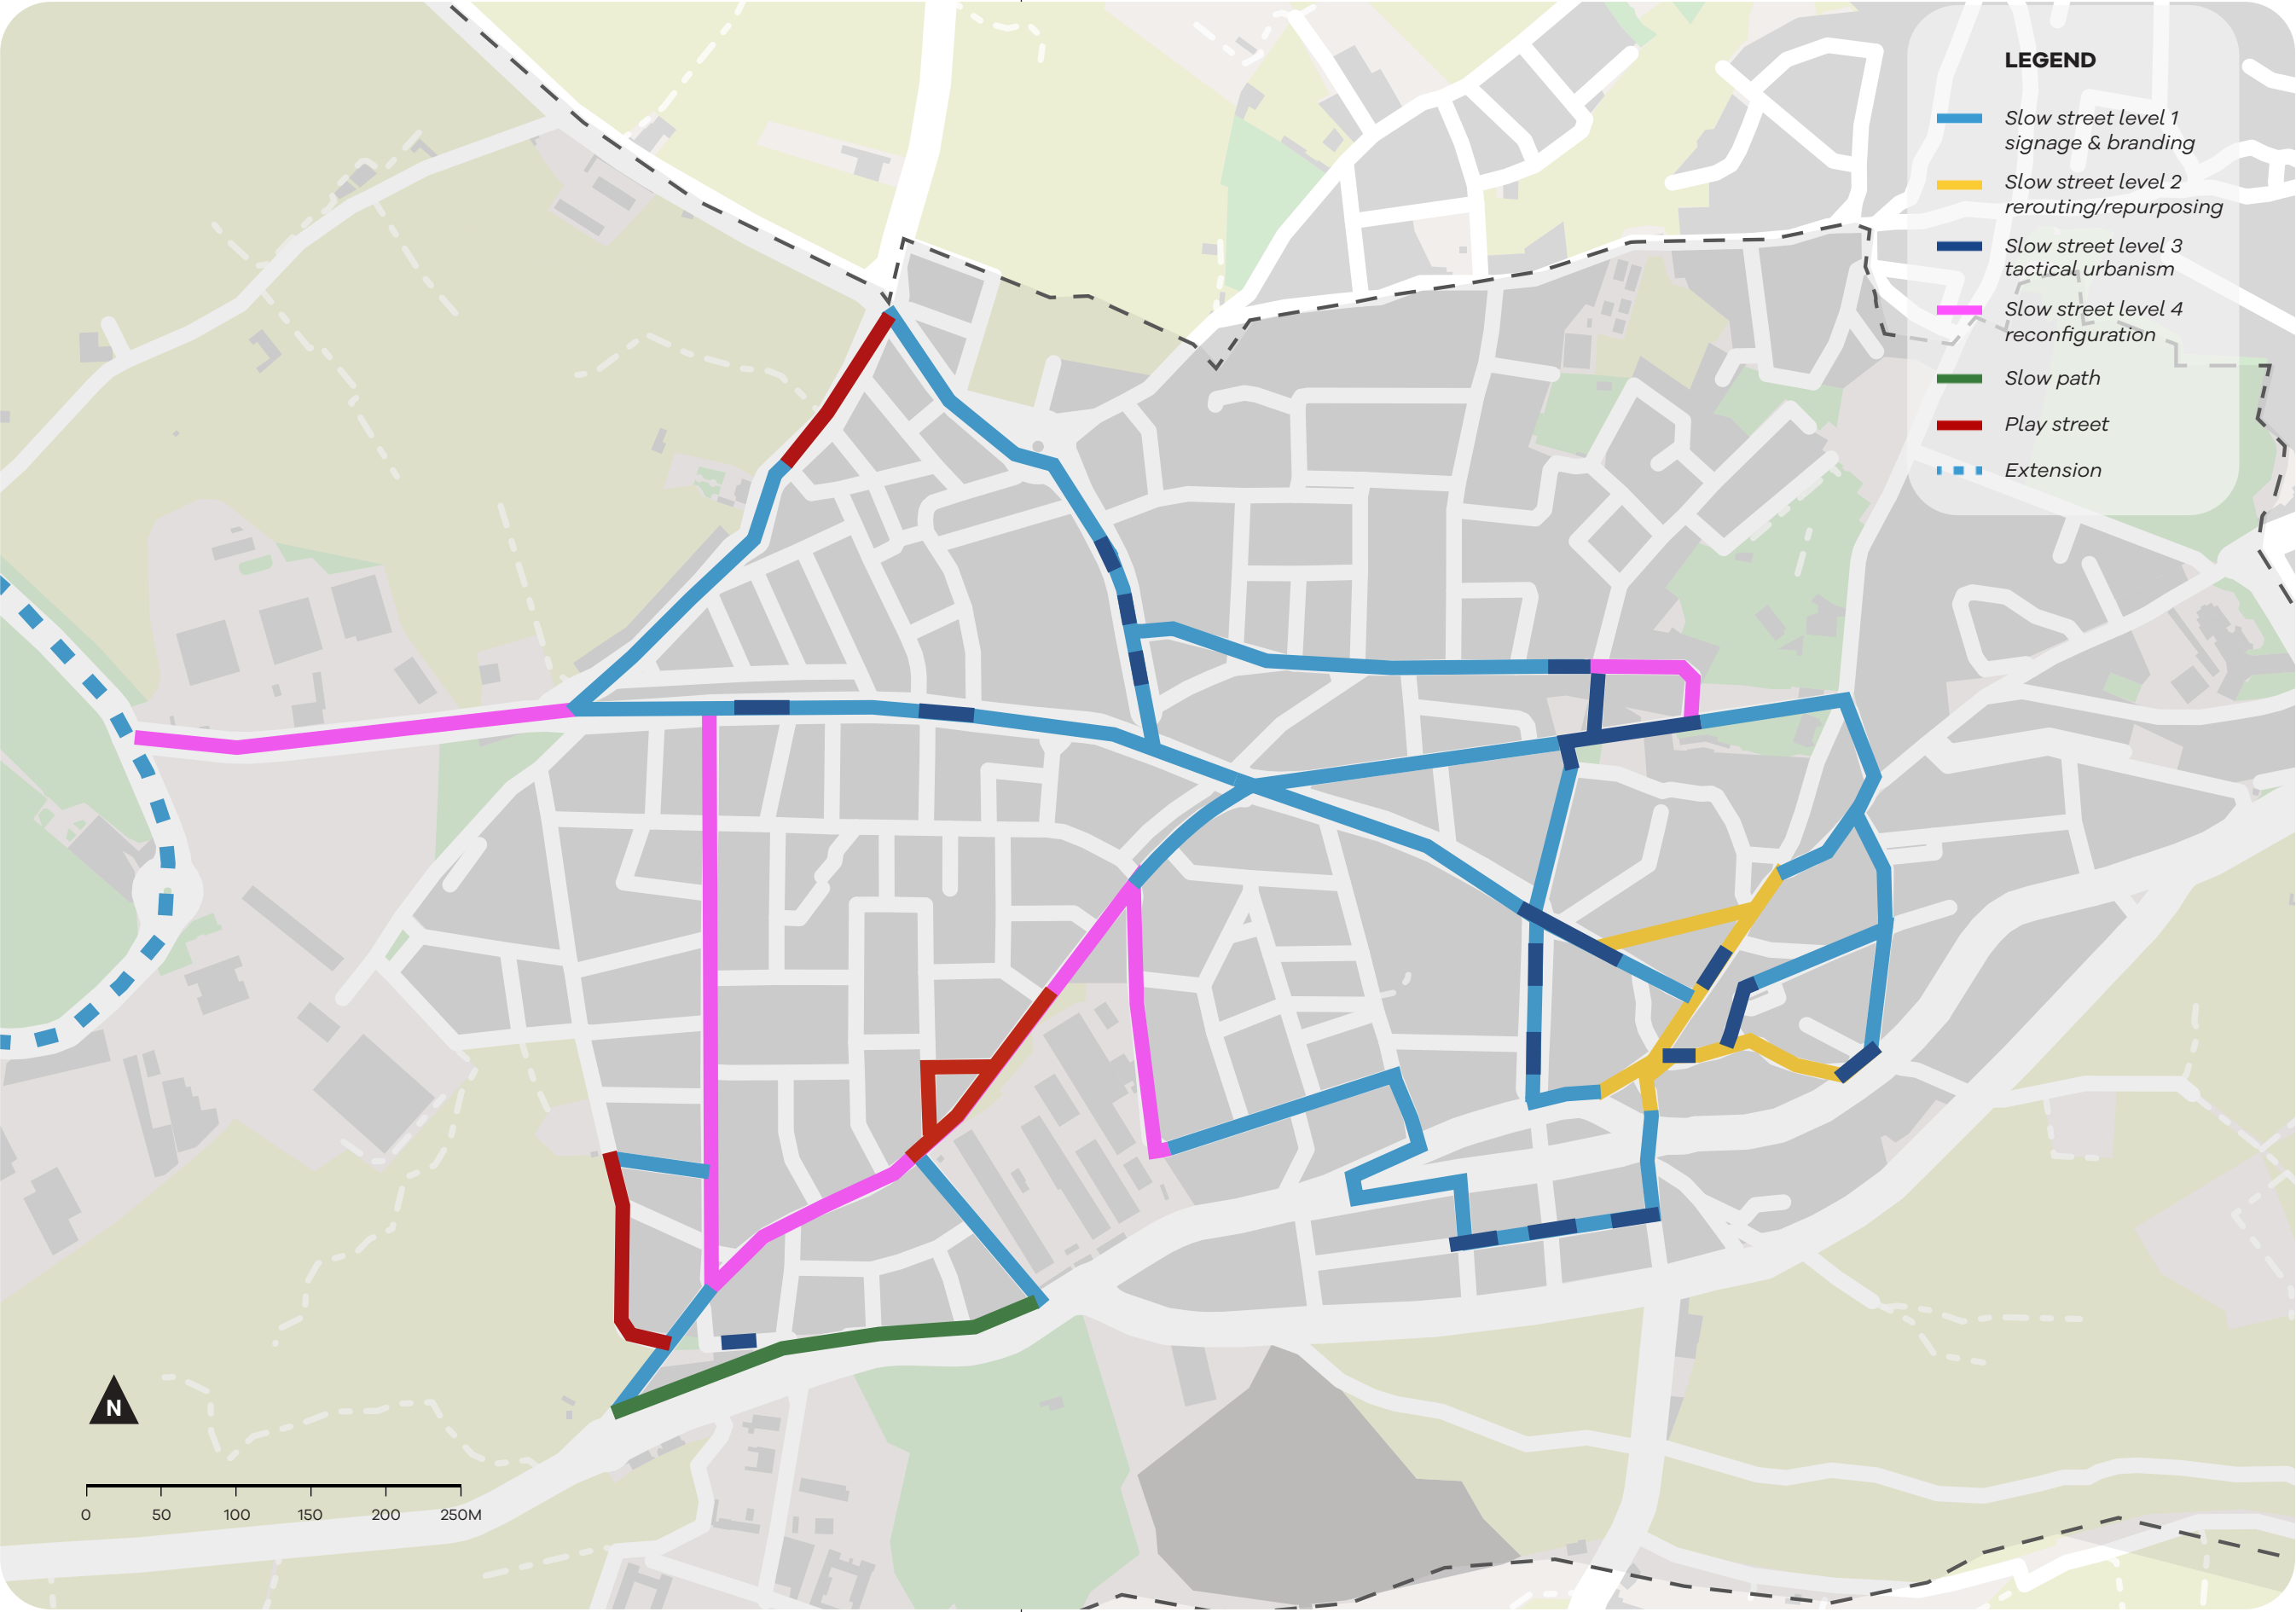 LEGEND
Slow street level 1
signage & branding
Slow street level 2
rerouting/repurposing
Slow street level 3
tactical urbanism
Slow street level 4
reconfiguration
Slow path
Play street
Extension
N
0 50 100 150 200 250M